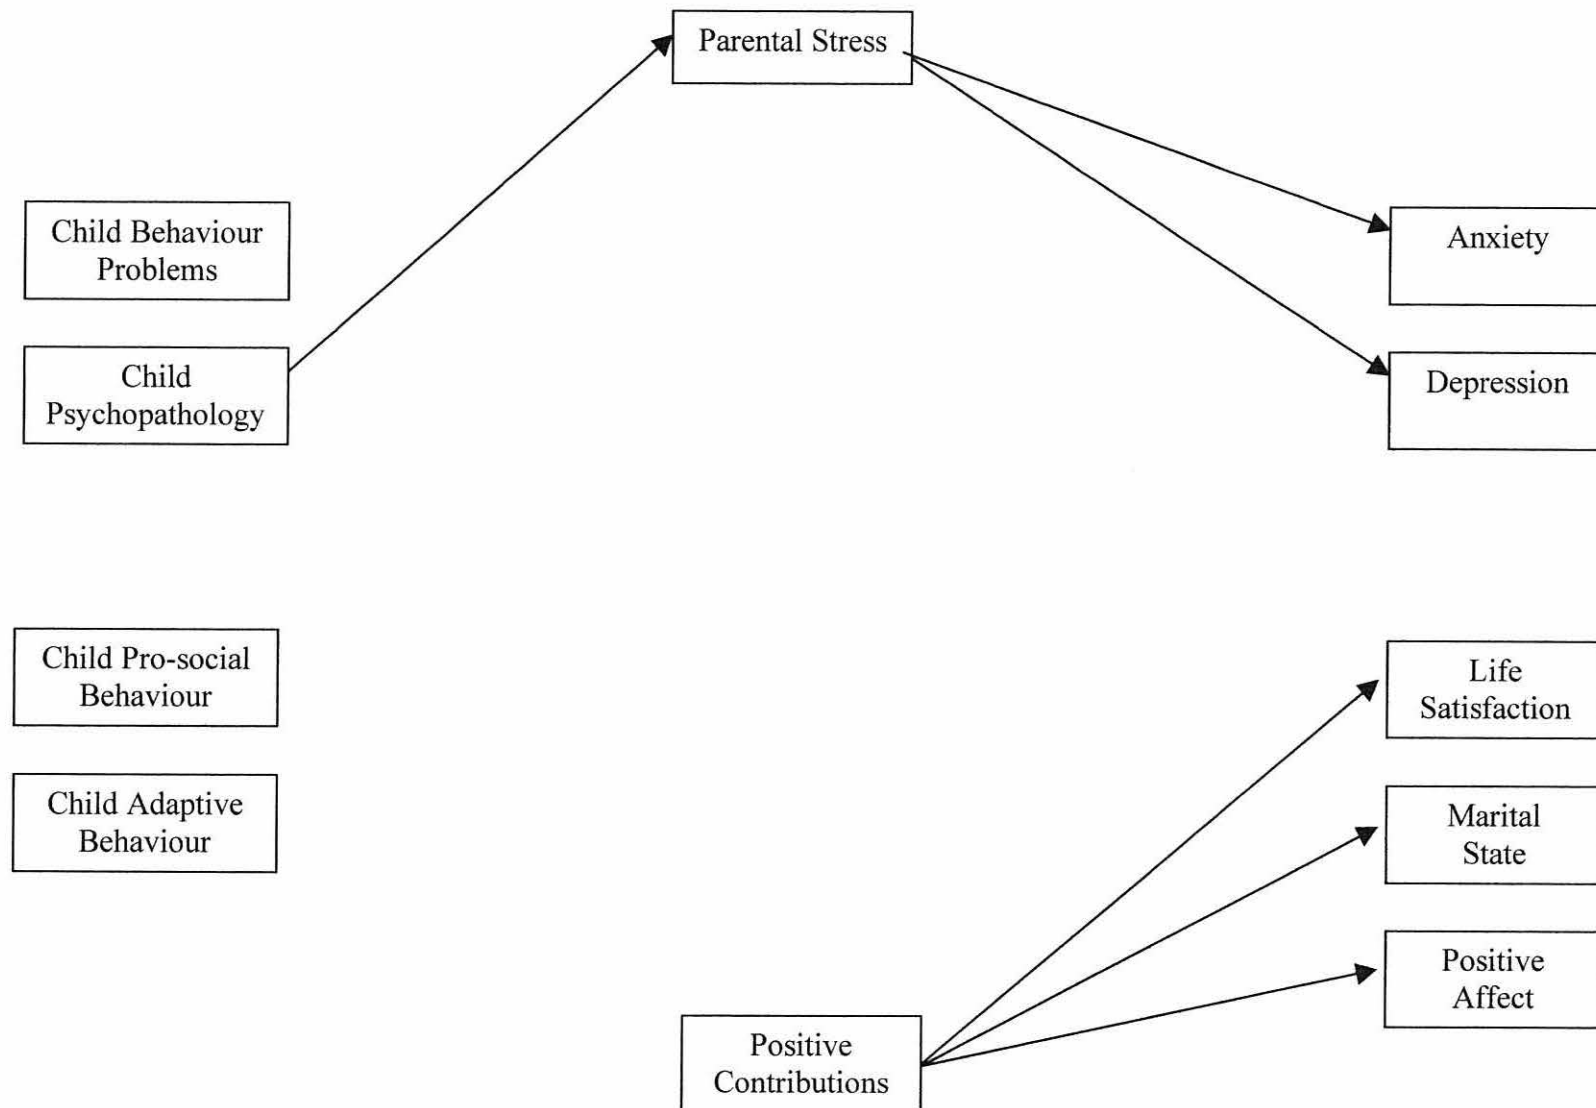 Parental Stress
Child Behaviour
Problems
Anxiety
Child
Psychopathology
Depression
Child Pro-social
Behaviour
Life
Satisfaction
Child Adaptive
Behaviour
Marital
State
Positive
Affect
Positive
Contributions